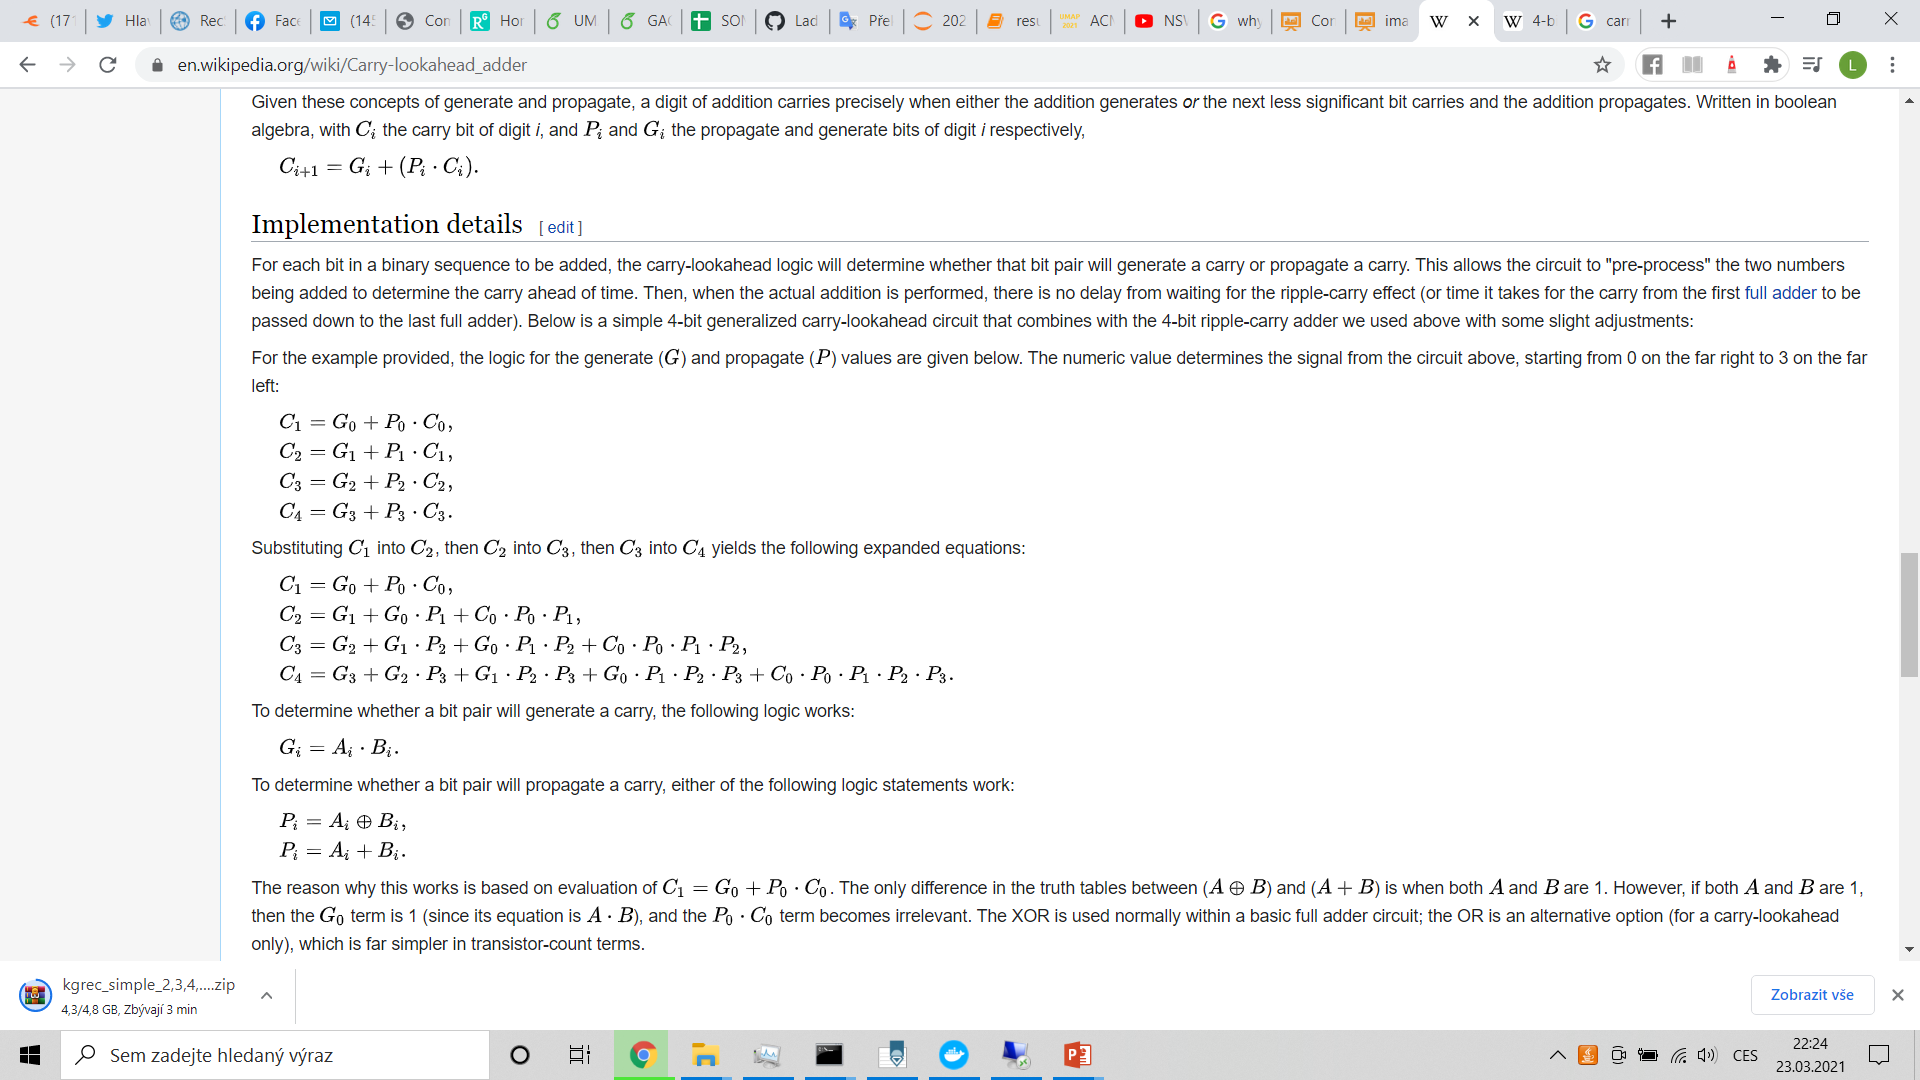 (17 Hla Rec Face (14 Con Hor UM GAC SOM Lad Pře 202 resu ACM NSV why Cor ima 4-b carr
en.wikipedia.org/wiki/Carry-lookahead_adder L
Given these concepts of generate and propagate, a digit of addition carries precisely when either the addition generates or the next less significant bit carries and the addition propagates. Written in boolean
algebra, with Cᵢ the carry bit of digit i, and Pᵢ and Gᵢ the propagate and generate bits of digit i respectively,
Cᵢ₊₁ = Gᵢ + (Pᵢ · Cᵢ).
Implementation details [ edit ]
For each bit in a binary sequence to be added, the carry-lookahead logic will determine whether that bit pair will generate a carry or propagate a carry. This allows the circuit to "pre-process" the two numbers
being added to determine the carry ahead of time. Then, when the actual addition is performed, there is no delay from waiting for the ripple-carry effect (or time it takes for the carry from the first full adder to be
passed down to the last full adder). Below is a simple 4-bit generalized carry-lookahead circuit that combines with the 4-bit ripple-carry adder we used above with some slight adjustments:
For the example provided, the logic for the generate (G) and propagate (P) values are given below. The numeric value determines the signal from the circuit above, starting from 0 on the far right to 3 on the far
left:
C₁ = G₀ + P₀ · C₀,
C₂ = G₁ + P₁ · C₁,
C₃ = G₂ + P₂ · C₂,
C₄ = G₃ + P₃ · C₃.
Substituting C₁ into C₂, then C₂ into C₃, then C₃ into C₄ yields the following expanded equations:
C₁ = G₀ + P₀ · C₀,
C₂ = G₁ + G₀ · P₁ + C₀ · P₀ · P₁,
C₃ = G₂ + G₁ · P₂ + G₀ · P₁ · P₂ + C₀ · P₀ · P₁ · P₂,
C₄ = G₃ + G₂ · P₃ + G₁ · P₂ · P₃ + G₀ · P₁ · P₂ · P₃ + C₀ · P₀ · P₁ · P₂ · P₃.
To determine whether a bit pair will generate a carry, the following logic works:
Gᵢ = Aᵢ · Bᵢ.
To determine whether a bit pair will propagate a carry, either of the following logic statements work:
Pᵢ = Aᵢ ⊕ Bᵢ,
Pᵢ = Aᵢ + Bᵢ.
The reason why this works is based on evaluation of C₁ = G₀ + P₀ · C₀. The only difference in the truth tables between (A ⊕ B) and (A + B) is when both A and B are 1. However, if both A and B are 1,
then the G₀ term is 1 (since its equation is A · B), and the P₀ · C₀ term becomes irrelevant. The XOR is used normally within a basic full adder circuit; the OR is an alternative option (for a carry-lookahead
only), which is far simpler in transistor-count terms.
kgrec_simple_2,3,4,....zip
4,3/4,8 GB, Zbývají 3 min
Zobrazit vše
Sem zadejte hledaný výraz
CES
22:24
23.03.2021